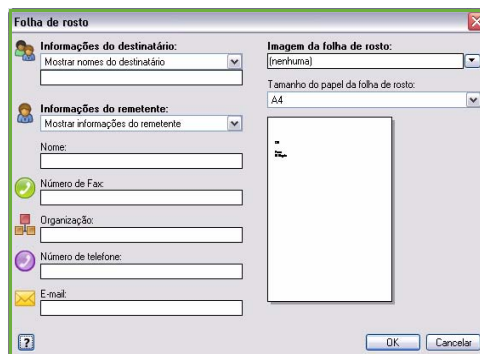 Folha de rosto
Informações do destinatário:
Mostrar nomes do destinatário
Informações do remetente:
Mostrar informações do remetente
Nome:
Número de Fax:
Organização:
Número de telefone:
E-mail:
Imagem da folha de rosto:
(nenhuma)
Tamanho do papel da folha de rosto:
A4
?
OK
Cancelar